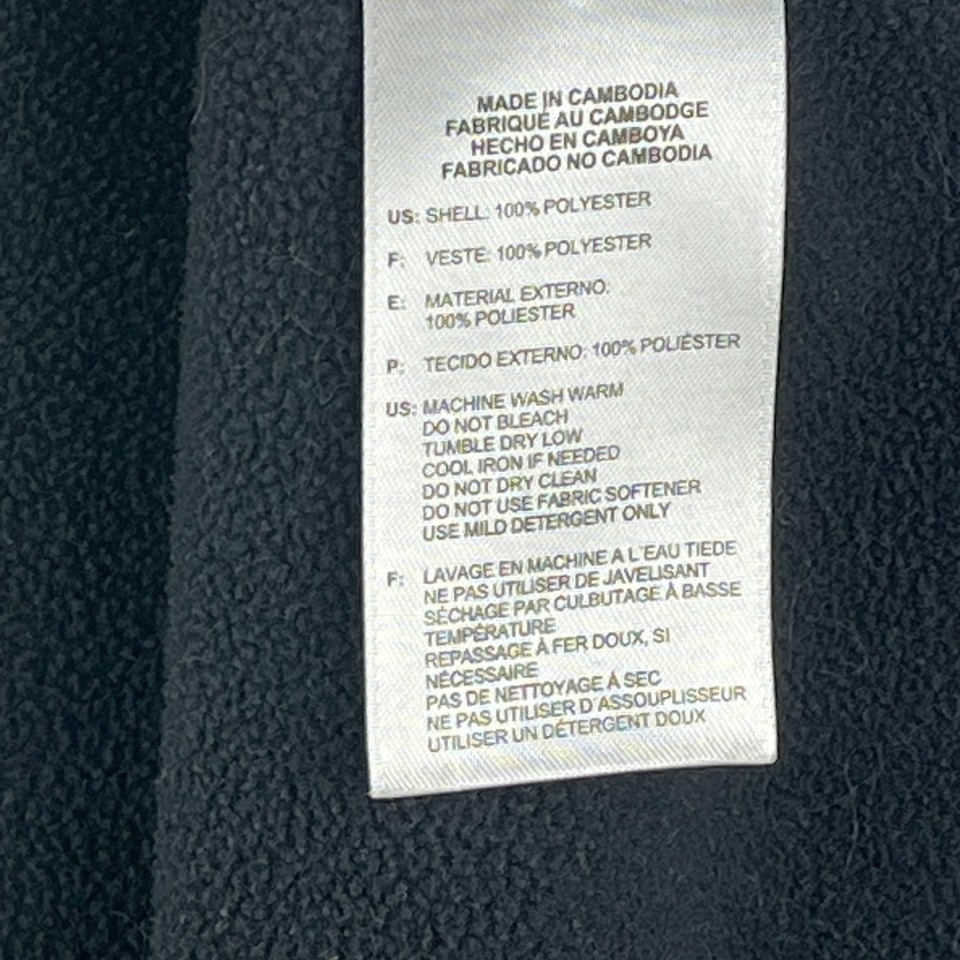 MADE IN CAMBODIA
FABRIQUÉ AU CAMBODGE
HECHO EN CAMBOYA
FABRICADO NO CAMBODIA
US: SHELL: 100% POLYESTER
F: VESTE: 100% POLYESTER
E: MATERIAL EXTERNO:
100% POLIESTER
P: TECIDO EXTERNO: 100% POLIÉSTER
US: MACHINE WASH WARM
DO NOT BLEACH
TUMBLE DRY LOW
COOL IRON IF NEEDED
DO NOT DRY CLEAN
DO NOT USE FABRIC SOFTENER
USE MILD DETERGENT ONLY
F: LAVAGE EN MACHINE A L'EAU TIEDE
NE PAS UTILISER DE JAVELISANT
SÉCHAGE PAR CULBUTAGE À BASSE
TEMPÉRATURE
REPASSAGE À FER DOUX, SI
NÉCESSAIRE
PAS DE NETTOYAGE À SEC
NE PAS UTILISER D'ASSOUPLISSEUR
UTILISER UN DÉTERGENT DOUX